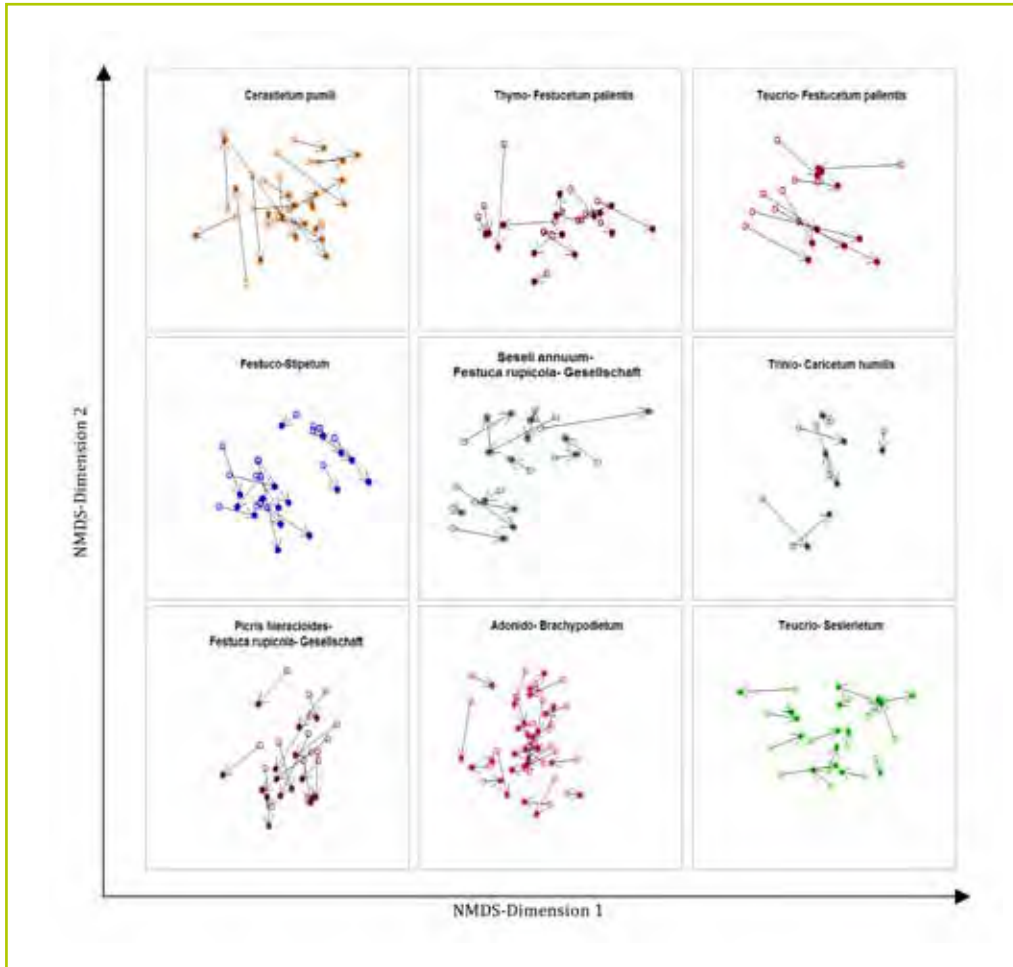 Cerastietum pumili
Thymo- Festucetum pallentis
Teucrio- Festucetum pallentis
Festuco-Stipetum
Seseli annuum-
Festuca rupicola- Gesellschaft
Trinio- Caricetum humilis
Picris hieracioides-
Festuca rupicola- Gesellschaft
Adonido- Brachypodietum
Teucrio- Seslerietum
NMDS-Dimension 2
NMDS-Dimension 1